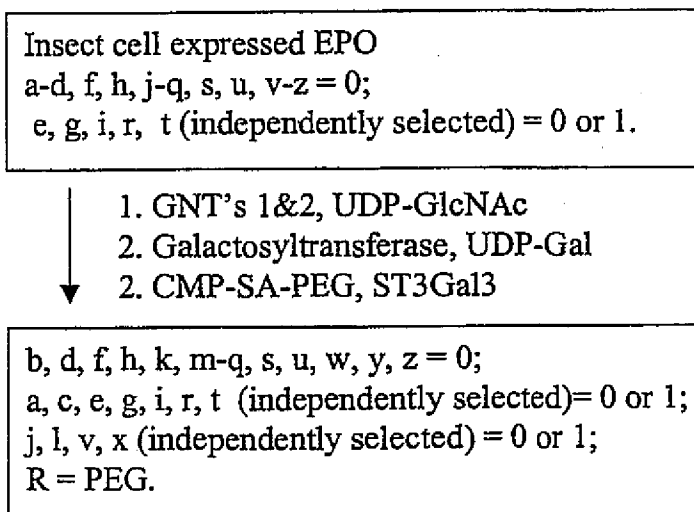 Insect cell expressed EPO
a-d, f, h, j-q, s, u, v-z = 0;
e, g, i, r, t (independently selected) = 0 or 1.
1. GNT's 1&2, UDP-GlcNAc
2. Galactosyltransferase, UDP-Gal
2. CMP-SA-PEG, ST3Gal3
b, d, f, h, k, m-q, s, u, w, y, z = 0;
a, c, e, g, i, r, t (independently selected)= 0 or 1;
j, l, v, x (independently selected) = 0 or 1;
R = PEG.